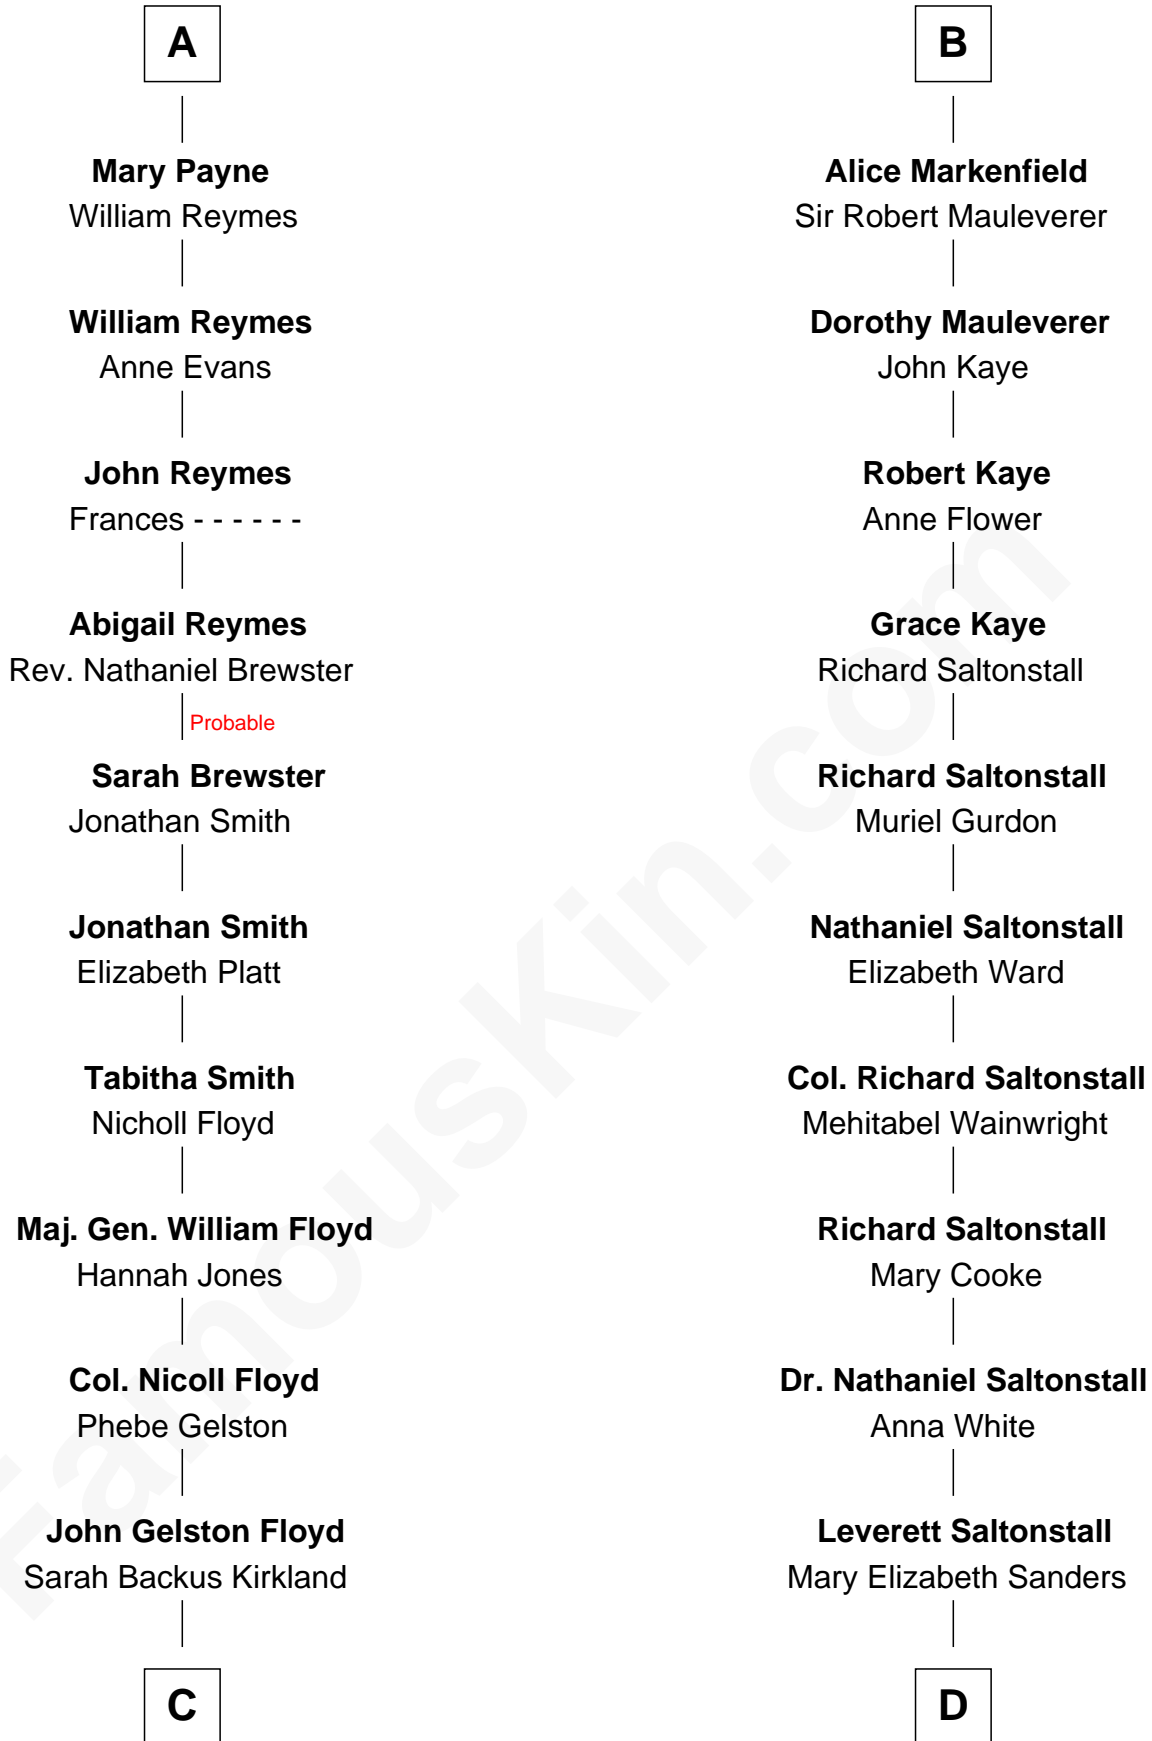 A
Mary Payne
William Reymes
William Reymes
Anne Evans
John Reymes
Frances - - - - - -
Abigail Reymes
Rev. Nathaniel Brewster
Probable
Sarah Brewster
Jonathan Smith
Jonathan Smith
Elizabeth Platt
Tabitha Smith
Nicholl Floyd
Maj. Gen. William Floyd
Hannah Jones
Col. Nicoll Floyd
Phebe Gelston
John Gelston Floyd
Sarah Backus Kirkland
C
B
Alice Markenfield
Sir Robert Mauleverer
Dorothy Mauleverer
John Kaye
Robert Kaye
Anne Flower
Grace Kaye
Richard Saltonstall
Richard Saltonstall
Muriel Gurdon
Nathaniel Saltonstall
Elizabeth Ward
Col. Richard Saltonstall
Mehitabel Wainwright
Richard Saltonstall
Mary Cooke
Dr. Nathaniel Saltonstall
Anna White
Leverett Saltonstall
Mary Elizabeth Sanders
D
FamousKin.com